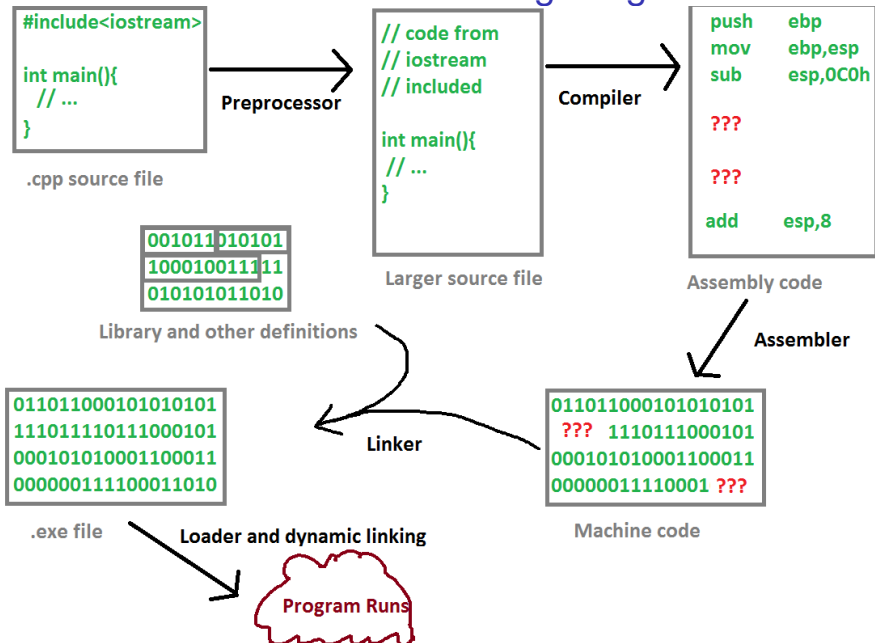 #include<iostream>
int main(){
// ...
}
.cpp source file
Preprocessor
// code from
// iostream
// included
int main(){
// ...
}
Larger source file
Compiler
push ebp
mov ebp,esp
sub esp,0C0h
???
???
add esp,8
Assembly code
Assembler
001011010101
100010011111
010101011010
Library and other definitions
011011000101010101
??? 1110111000101
000101010001100011
00000011110001 ???
Machine code
Linker
011011000101010101
111011110111000101
000101010001100011
000000111100011010
.exe file
Loader and dynamic linking
Program Runs